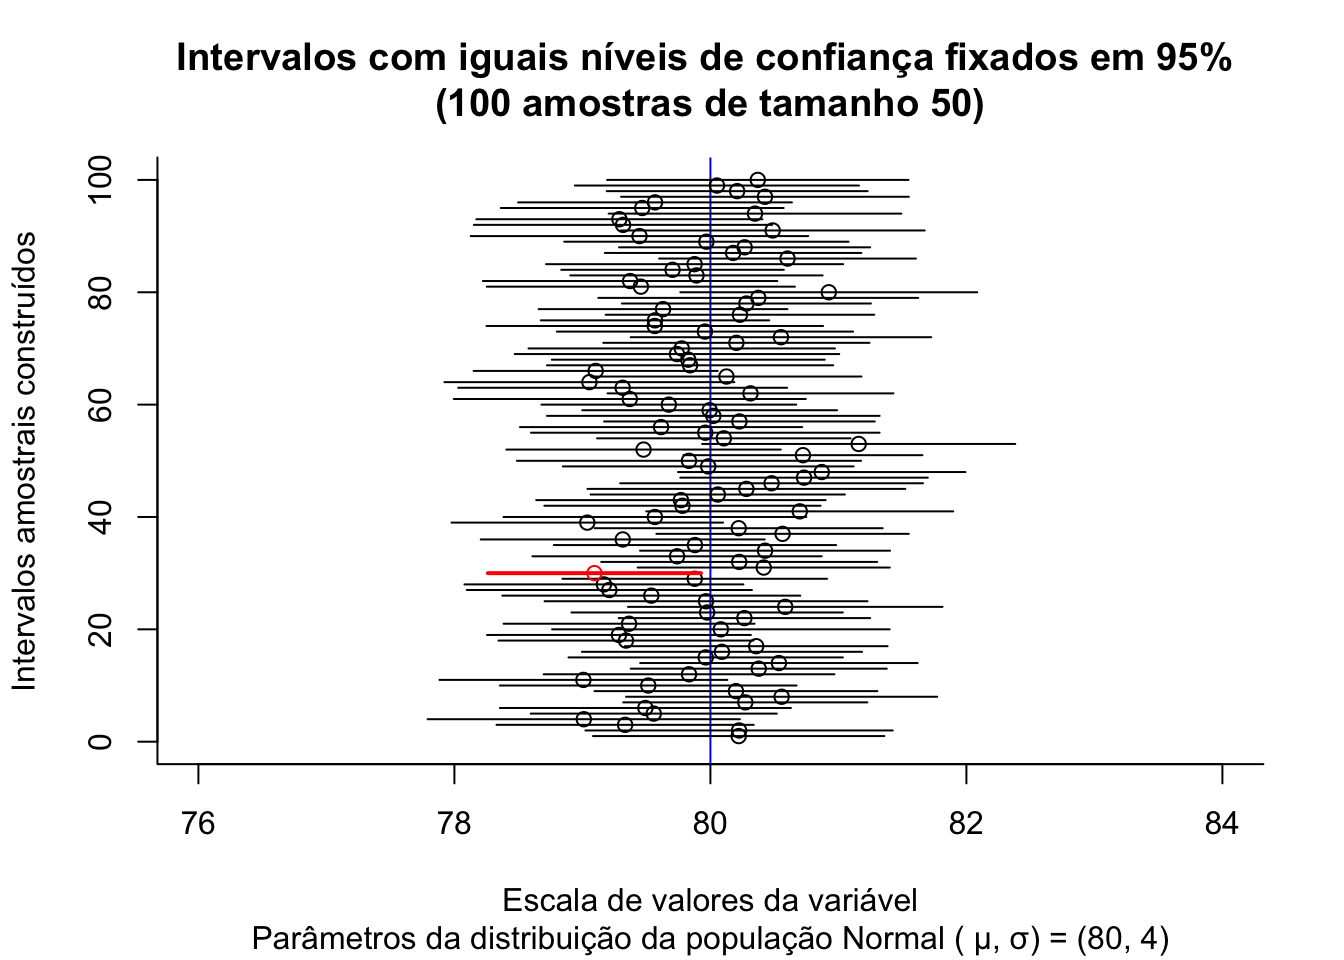 Intervalos com iguais níveis de confiança fixados em 95%
(100 amostras de tamanho 50)
Intervalos amostrais construídos
100
80
60
40
20
0
76 78 80 82 84
Escala de valores da variável
Parâmetros da distribuição da população Normal ( μ, σ) = (80, 4)